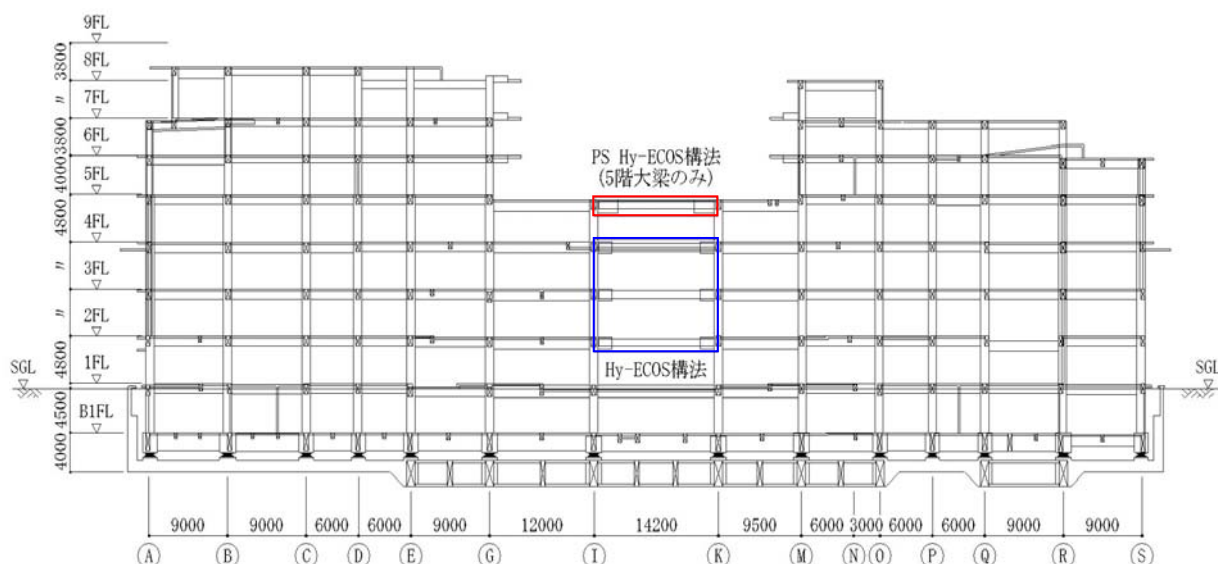 9FL
3800
8FL
〃
7FL
3800
6FL
4000
5FL
4800
4FL
〃
3FL
〃
2FL
4800
1FL
4500
B1FL
4000
SGL
SGL
PS Hy-ECOS構法
(5階大梁のみ)
Hy-ECOS構法
9000 9000 6000 6000 9000 12000 14200 9500 6000 3000 6000 6000 9000 9000
A B C D E G I K M N O P Q R S